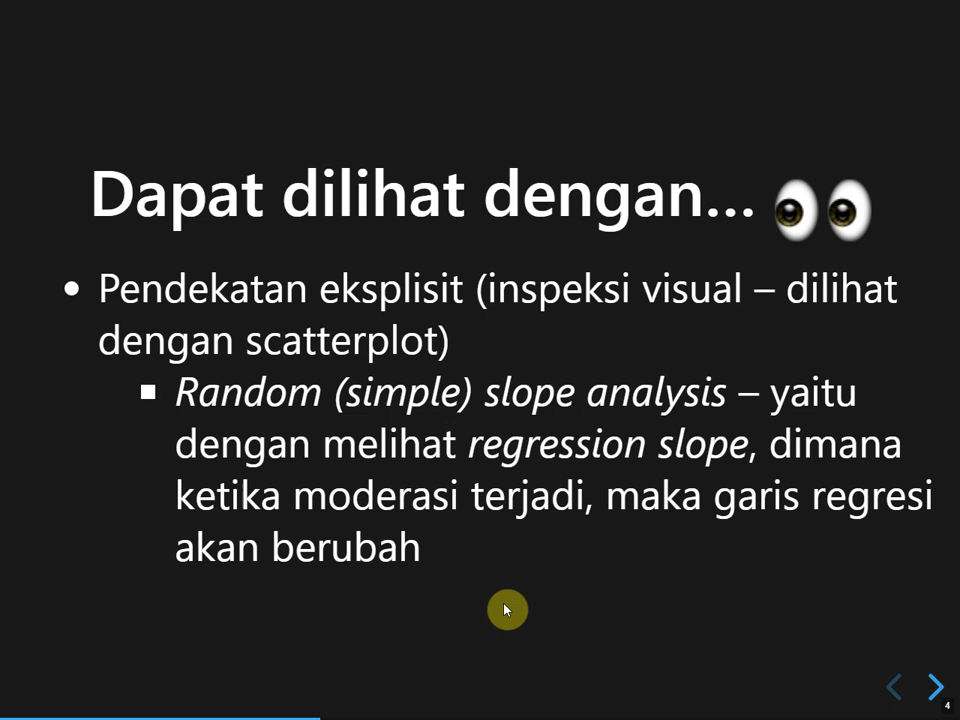 Dapat dilihat dengan...
• Pendekatan eksplisit (inspeksi visual – dilihat
dengan scatterplot)
▪ Random (simple) slope analysis – yaitu
dengan melihat regression slope, dimana
ketika moderasi terjadi, maka garis regresi
akan berubah
4